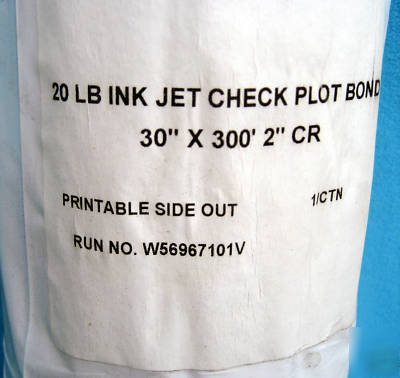 20 LB INK JET CHECK PLOT BOND
30" X 300' 2" CR
PRINTABLE SIDE OUT 1/CTN
RUN NO. W56967101V